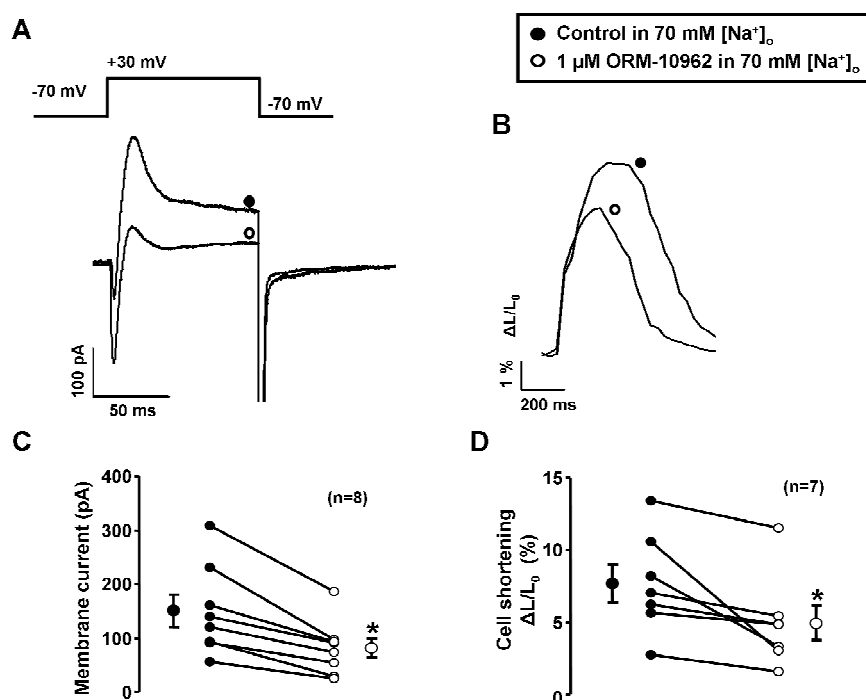 A
-70 mV
+30 mV
-70 mV
100 pA
50 ms
Control in 70 mM [Na⁺]ₒ
1 µM ORM-10962 in 70 mM [Na⁺]ₒ
B
ΔL/L₀
1 %
200 ms
C
Membrane current (pA)
400
300
200
100
0
(n=8)
*
D
Cell shortening
ΔL/L₀ (%)
15
10
5
0
(n=7)
*